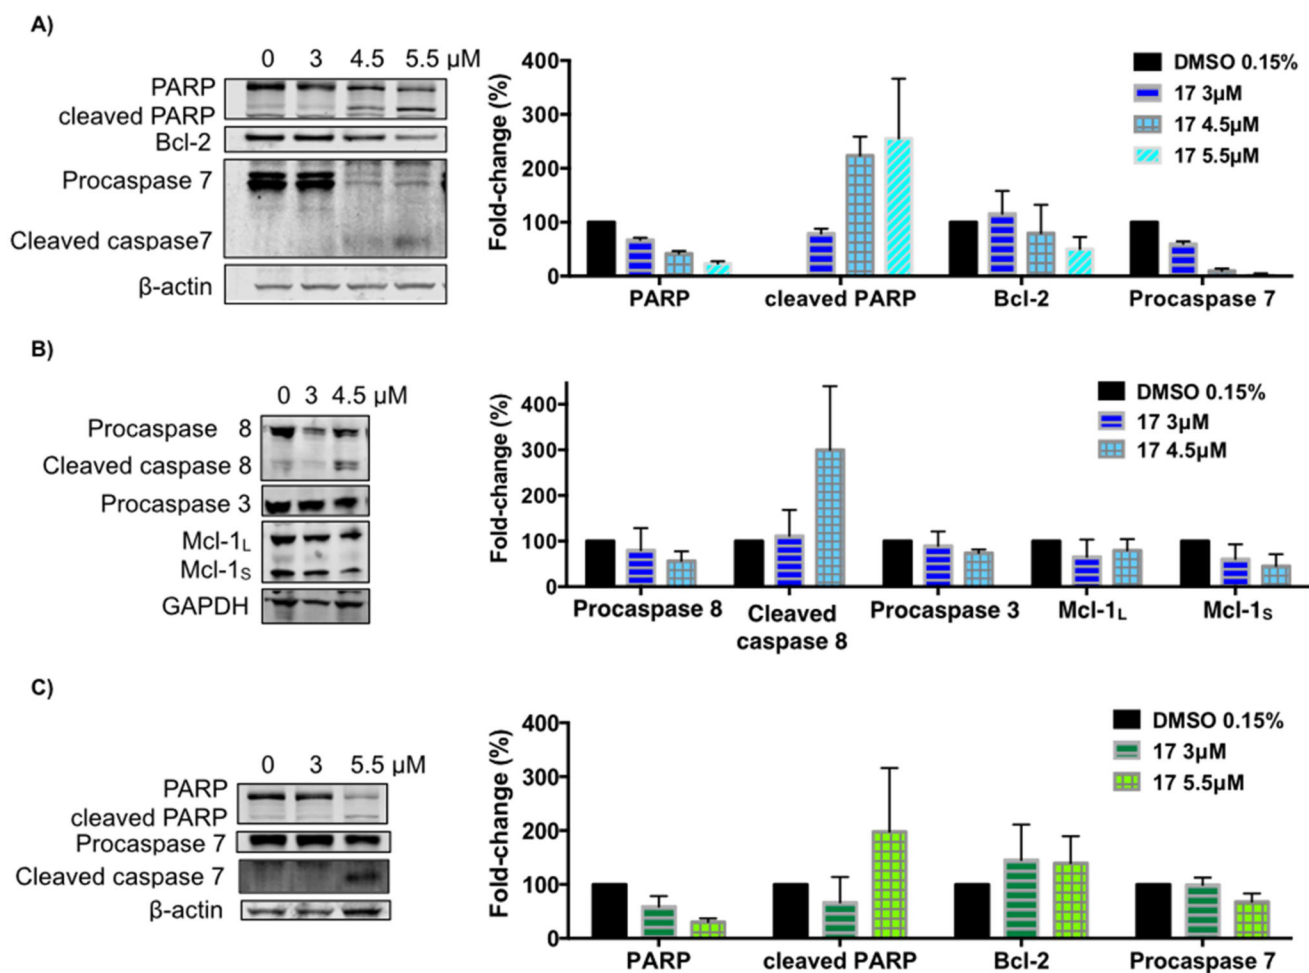 A)
0 3 4.5 5.5 μM
PARP
cleaved PARP
Bcl-2
Procaspase 7
Cleaved caspase7
β-actin
Fold-change (%)
400
300
200
100
0
PARP cleaved PARP Bcl-2 Procaspase 7
DMSO 0.15%
17 3μM
17 4.5μM
17 5.5μM
B)
0 3 4.5 μM
Procaspase 8
Cleaved caspase 8
Procaspase 3
Mcl-1L
Mcl-1S
GAPDH
Fold-change (%)
400
300
200
100
0
Procaspase 8 Cleaved caspase 8 Procaspase 3 Mcl-1L Mcl-1S
DMSO 0.15%
17 3μM
17 4.5μM
C)
0 3 5.5 μM
PARP
cleaved PARP
Procaspase 7
Cleaved caspase 7
β-actin
Fold-change (%)
400
300
200
100
0
PARP cleaved PARP Bcl-2 Procaspase 7
DMSO 0.15%
17 3μM
17 5.5μM